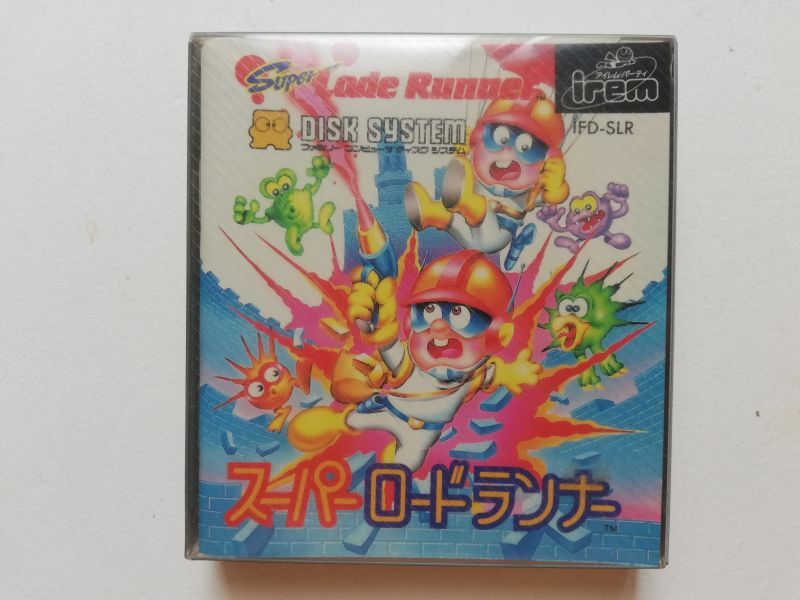 Super Lode Runner™
アイレム・パーティ
irem
IFD-SLR
DISK SYSTEM
ファミリー コンピュータ ディスク システム
スーパー ロード ランナー
™